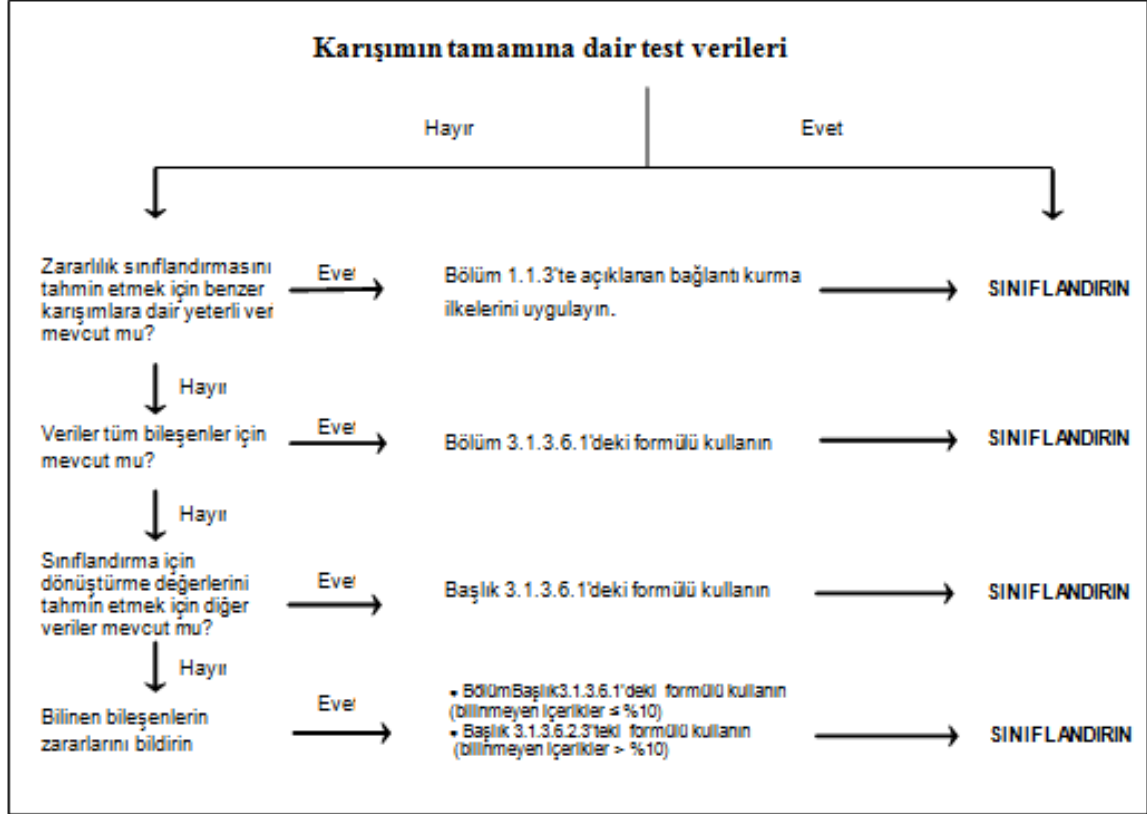 Karışımın tamamına dair test verileri
Hayır
Evet
Zararlılık sınıflandırmasını
tahmin etmek için benzer
karışımlara dair yeterli veri
mevcut mu?
Evet
Bölüm 1.1.3'te açıklanan bağlantı kurma
ilkelerini uygulayın.
SINIFLANDIRIN
Hayır
Veriler tüm bileşenler için
mevcut mu?
Evet
Bölüm 3.1.3.6.1'deki formülü kullanın
SINIFLANDIRIN
Hayır
Sınıflandırma için
dönüştürme değerlerini
tahmin etmek için diğer
veriler mevcut mu?
Evet
Başlık 3.1.3.6.1'deki formülü kullanın
SINIFLANDIRIN
Hayır
Bilinen bileşenlerin
zararlarını bildirin
Evet
• BölümBaşlık3.1.3.6.1'deki formülü kullanın
(bilinmeyen içerikler ≤ %10)
• Başlık 3.1.3.6.2.3'teki formülü kullanın
(bilinmeyen içerikler > %10)
SINIFLANDIRIN